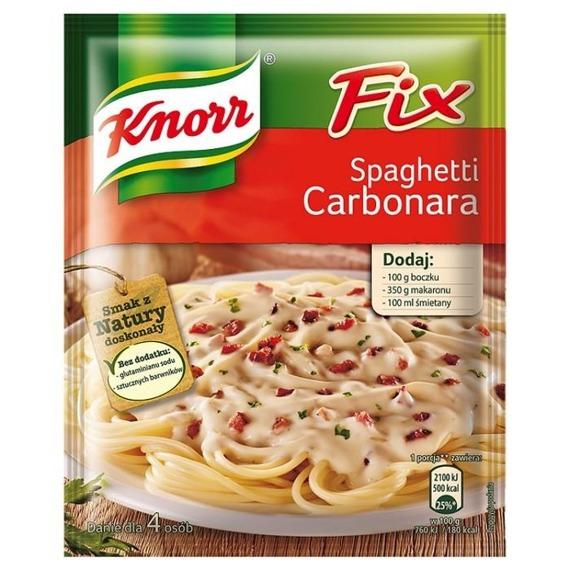 Knorr®
Fix
Spaghetti
Carbonara
Dodaj:
- 100 g boczku
- 350 g makaronu
- 100 ml śmietany
Smak z
Natury
doskonały
Bez dodatku:
- glutaminianu sodu
- sztucznych barwników
1 porcja** zawiera:
2100 kJ
500 kcal
25%*
w 100g
760 kJ / 180 kcal
Danie dla 4 osób